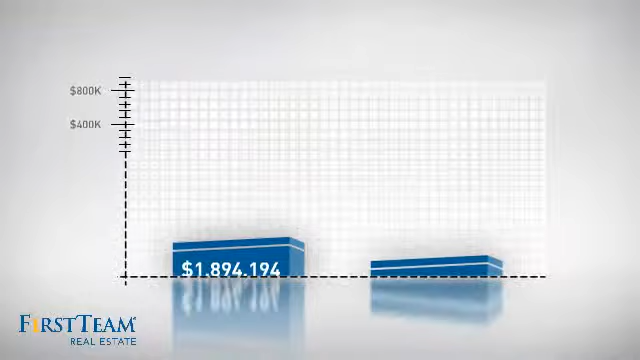 $800K
$400K
$1,894,194
FIRSTTEAM®
REAL ESTATE